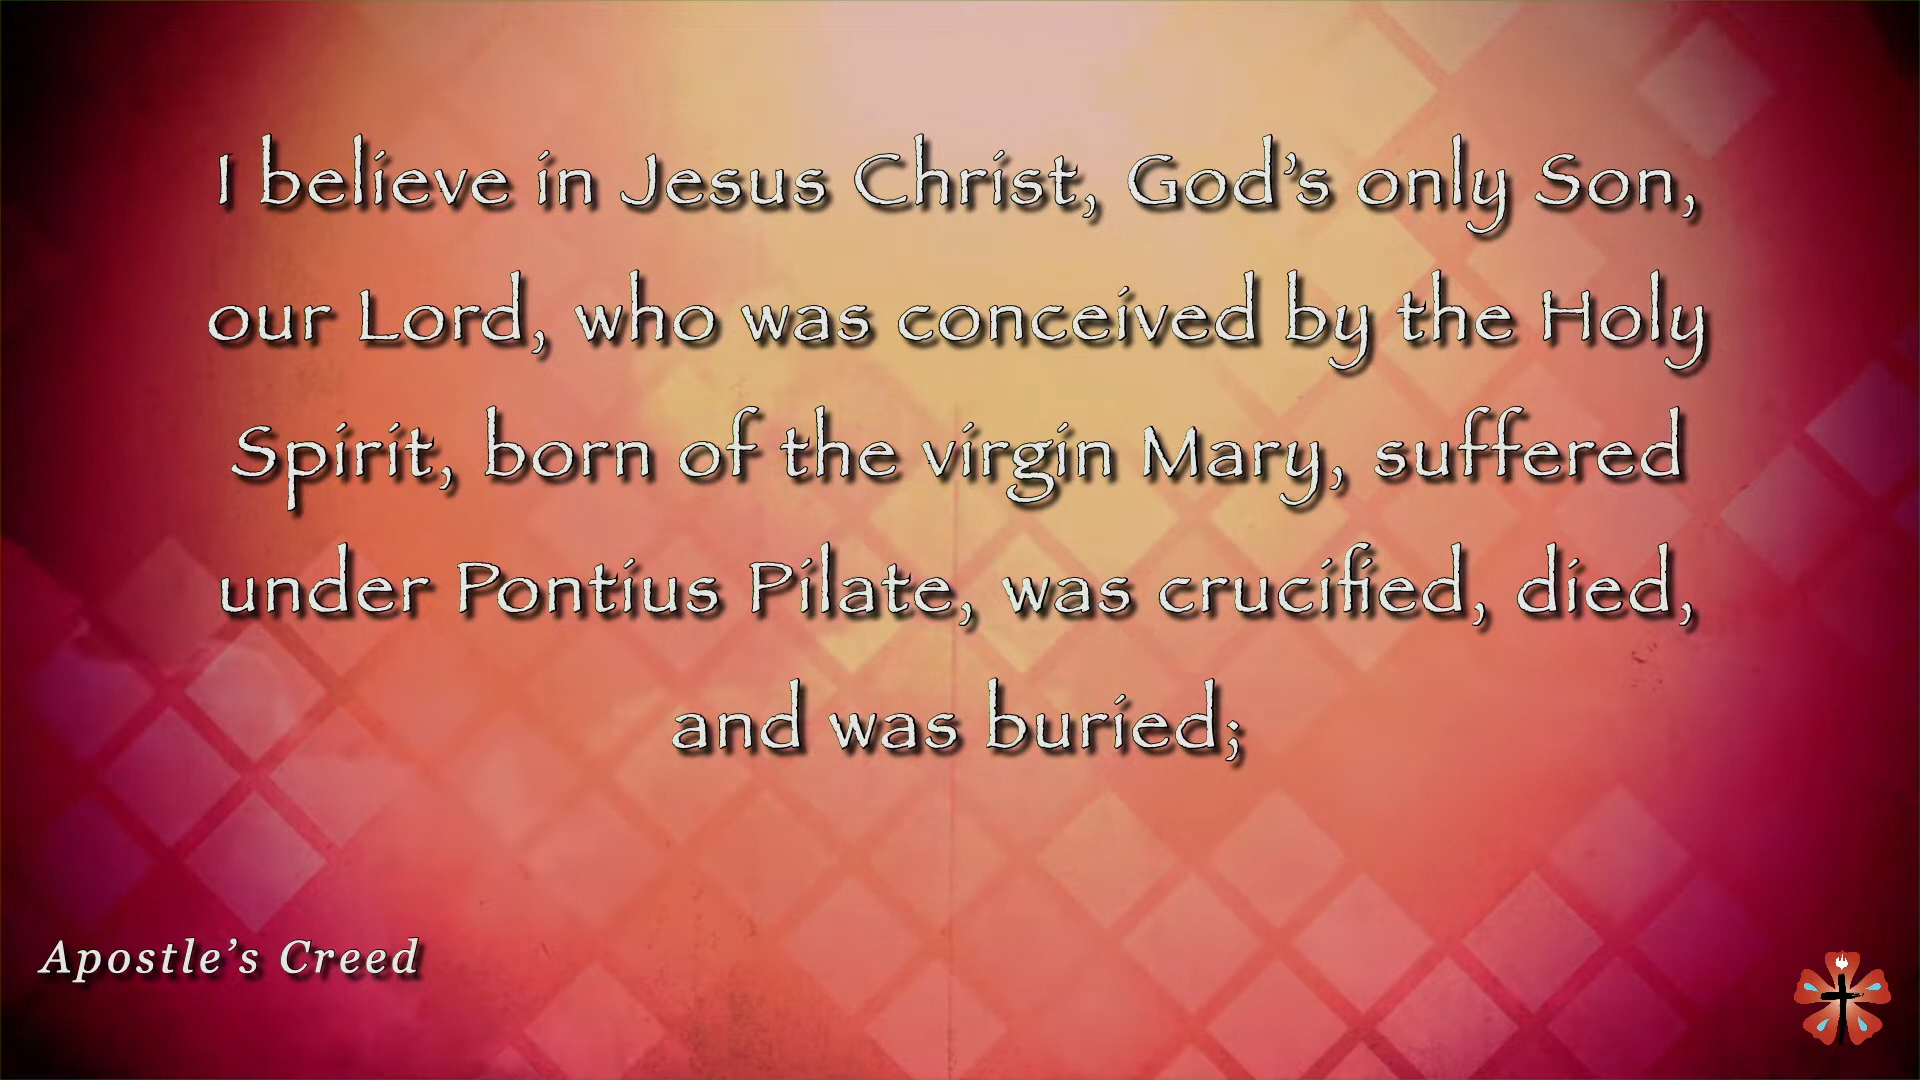 I believe in Jesus Christ, God’s only Son,
our Lord, who was conceived by the Holy
Spirit, born of the virgin Mary, suffered
under Pontius Pilate, was crucified, died,
and was buried;
Apostle’s Creed